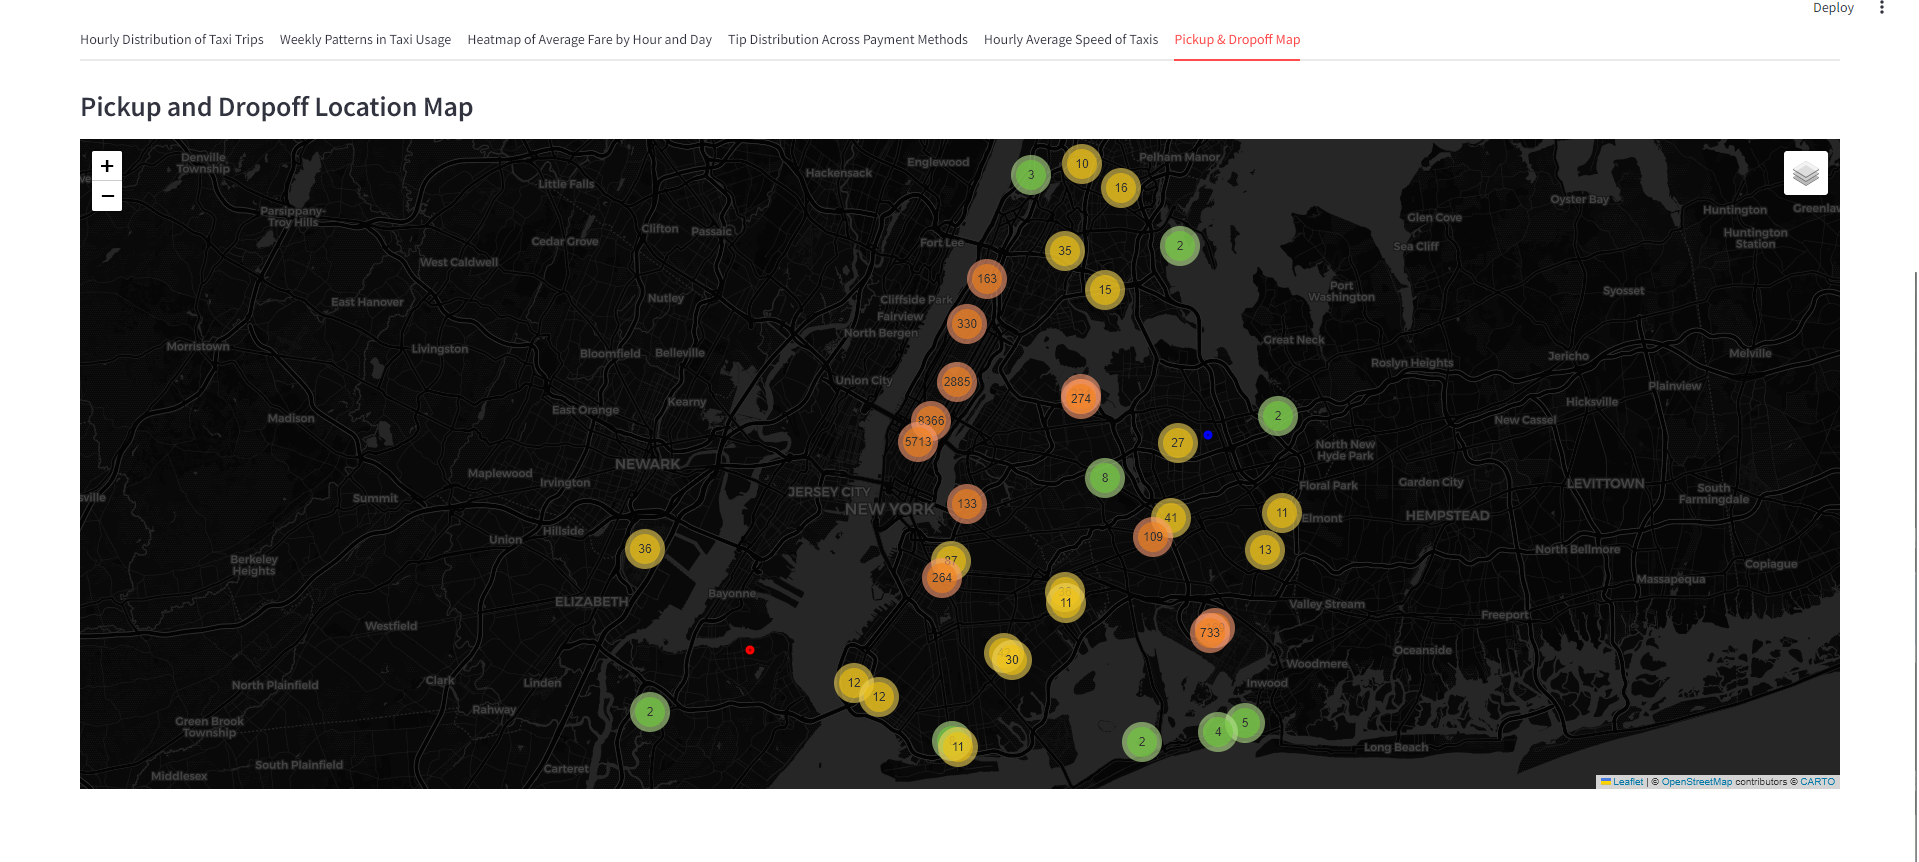 Deploy
Hourly Distribution of Taxi Trips
Weekly Patterns in Taxi Usage
Heatmap of Average Fare by Hour and Day
Tip Distribution Across Payment Methods
Hourly Average Speed of Taxis
Pickup & Dropoff Map
Pickup and Dropoff Location Map
+
−
Denville
Township
Little Falls
Hackensack
Englewood
3
10
16
Pelham Manor
Parsippany-
Troy Hills
Cedar Grove
Clifton
Passaic
Fort Lee
35
2
Glen Cove
Sea Cliff
Oyster Bay
Huntington
Huntington
Station
West Caldwell
163
15
East Hanover
Nutley
Cliffside Park
Fairview
North Bergen
330
Port
Washington
Syosset
Morristown
Livingston
Bloomfield
Belleville
Great Neck
Roslyn Heights
Jericho
Melville
Union City
2885
274
Plainview
Hicksville
Madison
East Orange
Kearny
8366
5713
27
2
New Cassel
North New
Hyde Park
NEWARK
Maplewood
Irvington
Summit
JERSEY CITY
NEW YORK
133
8
Floral Park
Garden City
LEVITTOWN
South
Farmingdale
41
109
11
Elmont
HEMPSTEAD
Hillside
Union
36
264
13
North Bellmore
Copiague
Berkeley
Heights
ELIZABETH
Bayonne
11
Massapequa
Valley Stream
Freeport
Westfield
733
30
Oceanside
Woodmere
Inwood
North Plainfield
Clark
Linden
12
12
Rahway
2
Green Brook
Township
11
2
4
5
Long Beach
South Plainfield
Carteret
Middlesex
Leaflet | © OpenStreetMap contributors © CARTO